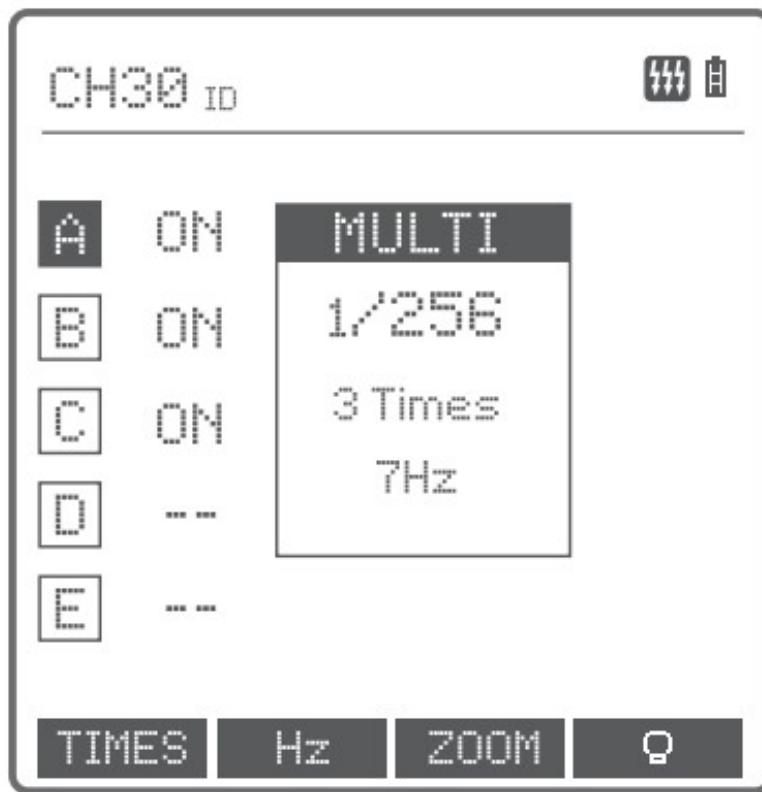 CH30 ID
A ON
B ON
C ON
D --
E --
MULTI
1/256
3 Times
7Hz
TIMES Hz ZOOM